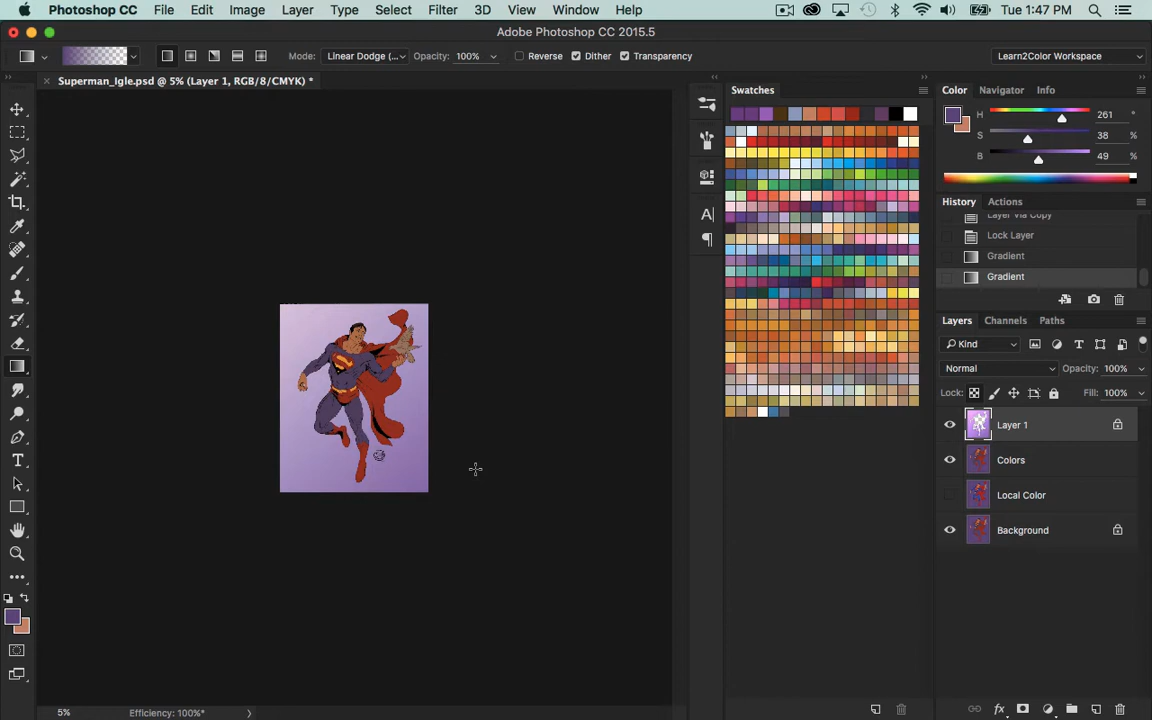 Photoshop CC File Edit Image Layer Type Select Filter 3D View Window Help Tue 1:47 PM
Adobe Photoshop CC 2015.5
Mode: Linear Dodge (... Opacity: 100% Reverse Dither Transparency Learn2Color Workspace
Superman_Igle.psd @ 5% (Layer 1, RGB/8/CMYK) *
Swatches
Color Navigator Info
H 261 °
S 38 %
B 49 %
History Actions
Layer Via Copy
Lock Layer
Gradient
Gradient
Layers Channels Paths
Kind
Normal Opacity: 100%
Lock: Fill: 100%
Layer 1
Colors
Local Color
Background
5% Efficiency: 100%*